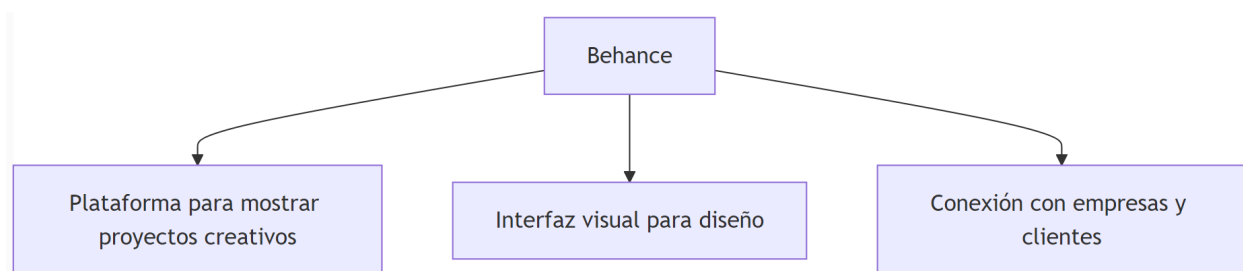 Behance
Plataforma para mostrar
proyectos creativos
Interfaz visual para diseño
Conexión con empresas y
clientes